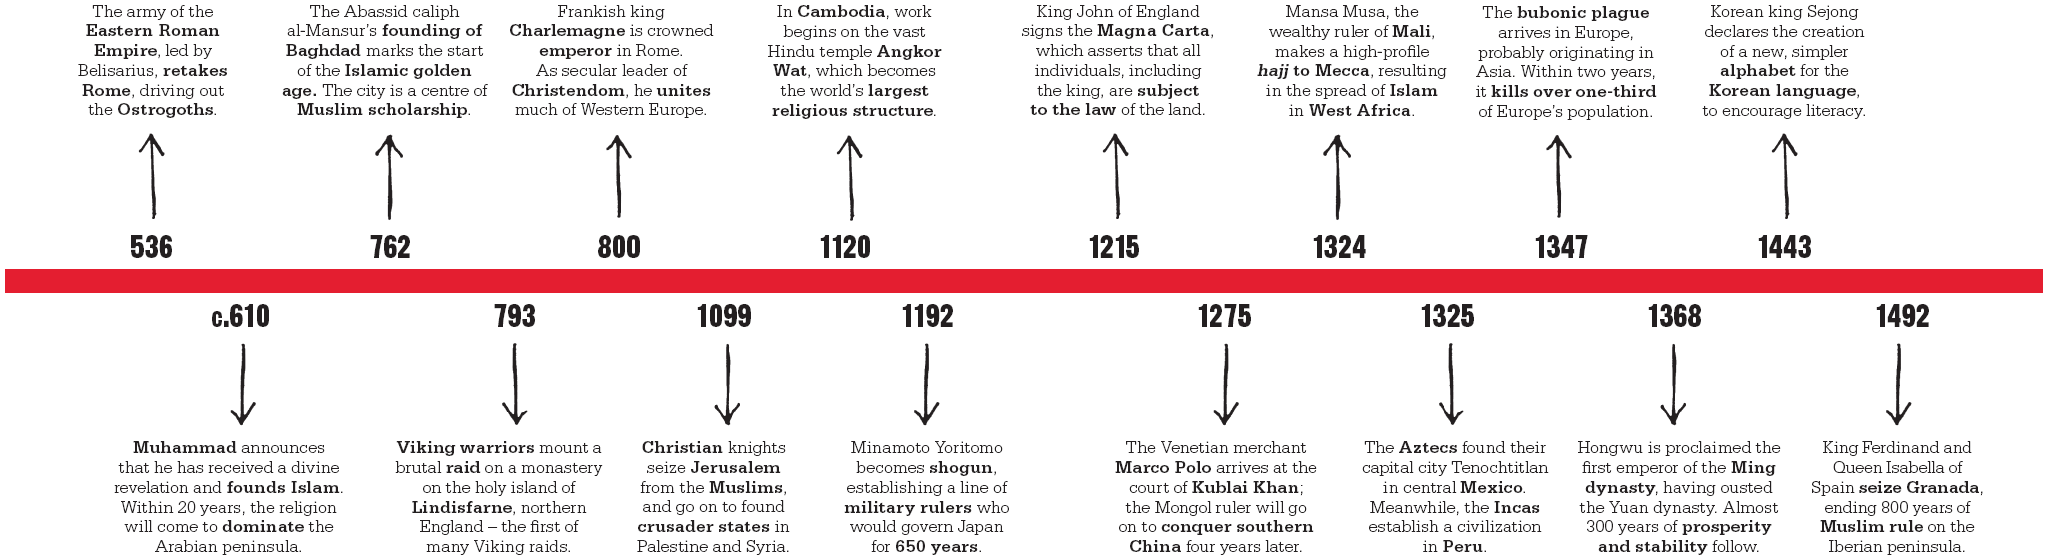 The army of the
Eastern Roman
Empire, led by
Belisarius, retakes
Rome, driving out
the Ostrogoths.
The Abassid caliph
al-Mansur's founding of
Baghdad marks the start
of the Islamic golden
age. The city is a centre of
Muslim scholarship.
Frankish king
Charlemagne is crowned
emperor in Rome.
As secular leader of
Christendom, he unites
much of Western Europe.
In Cambodia, work
begins on the vast
Hindu temple Angkor
Wat, which becomes
the world's largest
religious structure.
King John of England
signs the Magna Carta,
which asserts that all
individuals, including
the king, are subject
to the law of the land.
Mansa Musa, the
wealthy ruler of Mali,
makes a high-profile
hajj to Mecca, resulting
in the spread of Islam
in West Africa.
The bubonic plague
arrives in Europe,
probably originating in
Asia. Within two years,
it kills over one-third
of Europe's population.
Korean king Sejong
declares the creation
of a new, simpler
alphabet for the
Korean language,
to encourage literacy.
536
762
800
1120
1215
1324
1347
1443
c.610
793
1099
1192
1275
1325
1368
1492
Muhammad announces
that he has received a divine
revelation and founds Islam.
Within 20 years, the religion
will come to dominate the
Arabian peninsula.
Viking warriors mount a
brutal raid on a monastery
on the holy island of
Lindisfarne, northern
England – the first of
many Viking raids.
Christian knights
seize Jerusalem
from the Muslims,
and go on to found
crusader states in
Palestine and Syria.
Minamoto Yoritomo
becomes shogun,
establishing a line of
military rulers who
would govern Japan
for 650 years.
The Venetian merchant
Marco Polo arrives at the
court of Kublai Khan;
the Mongol ruler will go
on to conquer southern
China four years later.
The Aztecs found their
capital city Tenochtitlan
in central Mexico.
Meanwhile, the Incas
establish a civilization
in Peru.
Hongwu is proclaimed the
first emperor of the Ming
dynasty, having ousted
the Yuan dynasty. Almost
300 years of prosperity
and stability follow.
King Ferdinand and
Queen Isabella of
Spain seize Granada,
ending 800 years of
Muslim rule on the
Iberian peninsula.